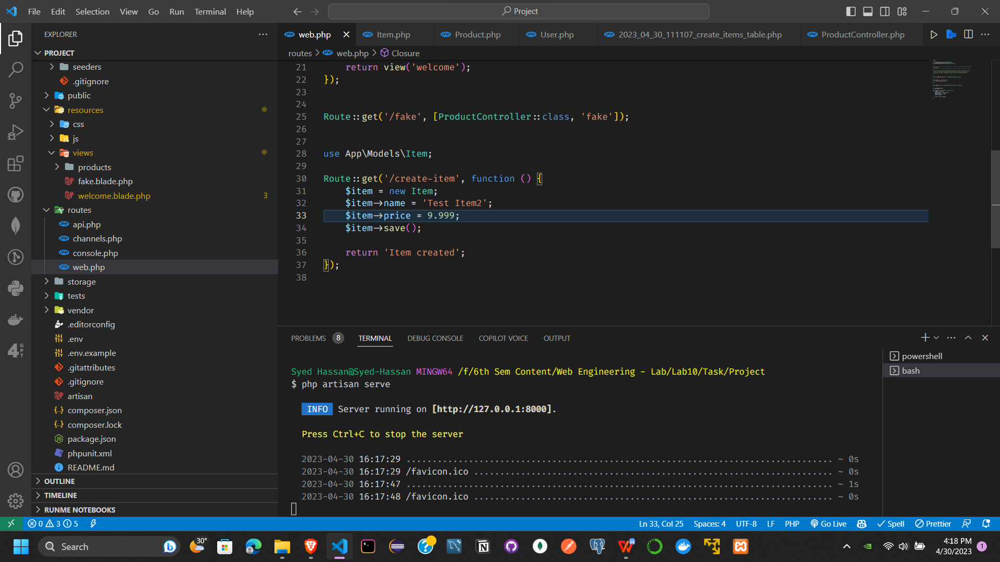 File Edit Selection View Go Run Terminal Help
Project
EXPLORER
PROJECT
seeders
.gitignore
public
resources
css
js
views
products
fake.blade.php
welcome.blade.php 3
routes
api.php
channels.php
console.php
web.php
storage
tests
vendor
.editorconfig
.env
.env.example
.gitattributes
.gitignore
artisan
composer.json
composer.lock
package.json
phpunit.xml
README.md
OUTLINE
TIMELINE
RUNME NOTEBOOKS
web.php Item.php Product.php User.php 2023_04_30_111107_create_items_table.php ProductController.php
routes > web.php > Closure
21 return view('welcome');
22 });
23
24
25 Route::get('/fake', [ProductController::class, 'fake']);
26
27
28 use App\Models\Item;
29
30 Route::get('/create-item', function () {
31 $item = new Item;
32 $item->name = 'Test Item2';
33 $item->price = 9.999;
34 $item->save();
35
36 return 'Item created';
37 });
38
PROBLEMS 8 TERMINAL DEBUG CONSOLE COPILOT VOICE OUTPUT
powershell
bash
Syed Hassan@Syed-Hassan MINGW64 /f/6th Sem Content/Web Engineering - Lab/Lab10/Task/Project
$ php artisan serve
INFO Server running on [http://127.0.0.1:8000].
Press Ctrl+C to stop the server
2023-04-30 16:17:29 .................................................................................. ~ 0s
2023-04-30 16:17:29 /favicon.ico ..................................................................... ~ 0s
2023-04-30 16:17:47 .................................................................................. ~ 1s
2023-04-30 16:17:48 /favicon.ico ..................................................................... ~ 0s
0 3 5 Ln 33, Col 25 Spaces: 4 UTF-8 LF PHP Go Live Spell Prettier
Search 30° 4:18 PM
4/30/2023 1